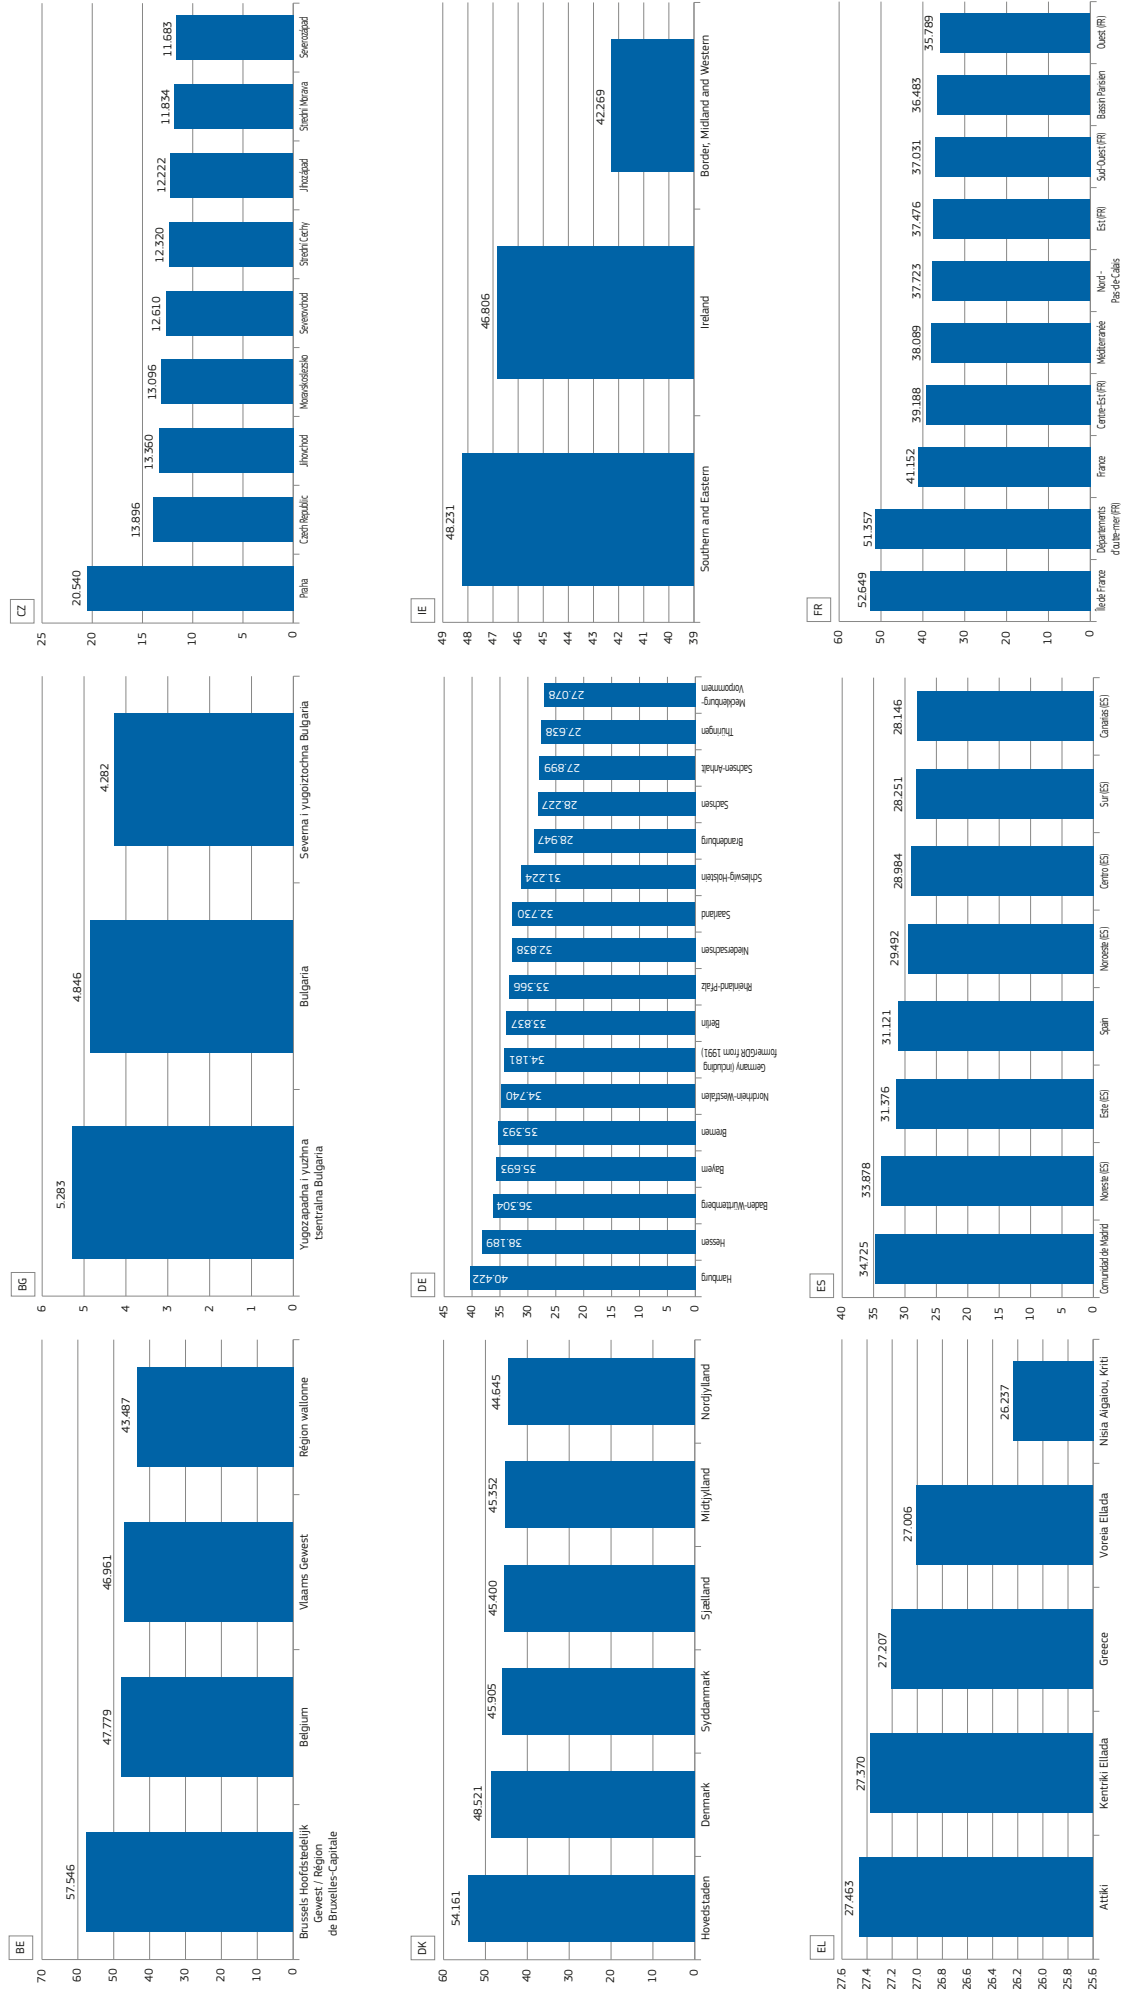 BE
70
60
50
40
30
20
10
0
57.546
47.779
46.961
43.487
Brussels Hoofdstedelijk
Gewest / Région
de Bruxelles-Capitale
Belgium
Vlaams Gewest
Région wallonne
BG
6
5
4
3
2
1
0
5.283
4.846
4.282
Yugozapadna i yuzhna
tsentralna Bulgaria
Bulgaria
Severna i yugoiztochna Bulgaria
CZ
25
20
15
10
5
0
20.540
13.896
13.360
13.096
12.610
12.320
12.222
11.834
11.683
Praha
Czech Republic
Jihovchod
Moravskoslezsko
Severovchod
Stredni Cechy
Jihozápad
Stredni Morava
Severozápad
DK
60
50
40
30
20
10
0
54.161
48.521
45.905
45.400
45.352
44.645
Hovedstaden
Denmark
Syddanmark
Sjælland
Midtjylland
Nordjylland
DE
45
40
35
30
25
20
15
10
5
0
40.422
38.189
36.304
35.693
35.393
34.740
34.181
33.837
33.366
32.838
32.730
31.224
28.947
28.227
27.899
27.638
27.078
Hamburg
Hessen
Baden-Württemberg
Bayern
Bremen
Nordrhein-Westfalen
Germany (including
formerGDR from 1991)
Berlin
Rheinland-Pfalz
Niedersachsen
Saarland
Schleswig-Holstein
Brandenburg
Sachsen
Sachsen-Anhalt
Thüringen
Mecklenburg-
Vorpommern
IE
49
48
47
46
45
44
43
42
41
40
39
48.231
46.806
42.269
Southern and Eastern
Ireland
Border, Midland and Western
EL
27.6
27.4
27.2
27.0
26.8
26.6
26.4
26.2
26.0
25.8
25.6
27.463
27.370
27.207
27.006
26.237
Attiki
Kentriki Ellada
Greece
Voreia Ellada
Nisia Aigaiou, Kriti
ES
40
35
30
25
20
15
10
5
0
34.725
33.878
31.376
31.121
29.492
28.984
28.251
28.146
Comunidad de Madrid
Noreste (ES)
Este (ES)
Spain
Noroeste (ES)
Centro (ES)
Sur (ES)
Canarias (ES)
FR
60
50
40
30
20
10
0
52.649
51.357
41.152
39.188
38.089
37.723
37.476
37.031
36.483
35.789
Île de France
Départements
d'outre-mer (FR)
France
Centre-Est (FR)
Méditerranée
Nord -
Pas-de-Calais
Est (FR)
Sud-Ouest (FR)
Bassin Parisien
Ouest (FR)